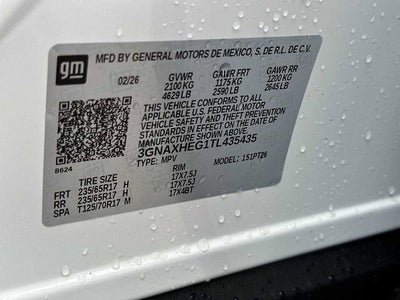 gm
MFD BY GENERAL MOTORS DE MEXICO, S. DE R.L. DE C.V.
02/26 GVWR GAWR FRT GAWR RR
2100 KG 1175 KG 1200 KG
4629 LB 2590 LB 2645 LB
THIS VEHICLE CONFORMS TO ALL
APPLICABLE U.S. FEDERAL MOTOR
VEHICLE SAFETY AND THEFT PREVENTION
STANDARDS IN EFFECT ON THE DATE OF
MANUFACTURE SHOWN ABOVE.
3GNAXHEG1TL435435
8624 TYPE: MPV MODEL: 151PT26
TIRE SIZE RIM
FRT 235/65R17 H 17X7.5J
RR 235/65R17 H 17X7.5J
SPA T125/70R17 M 17X4BT